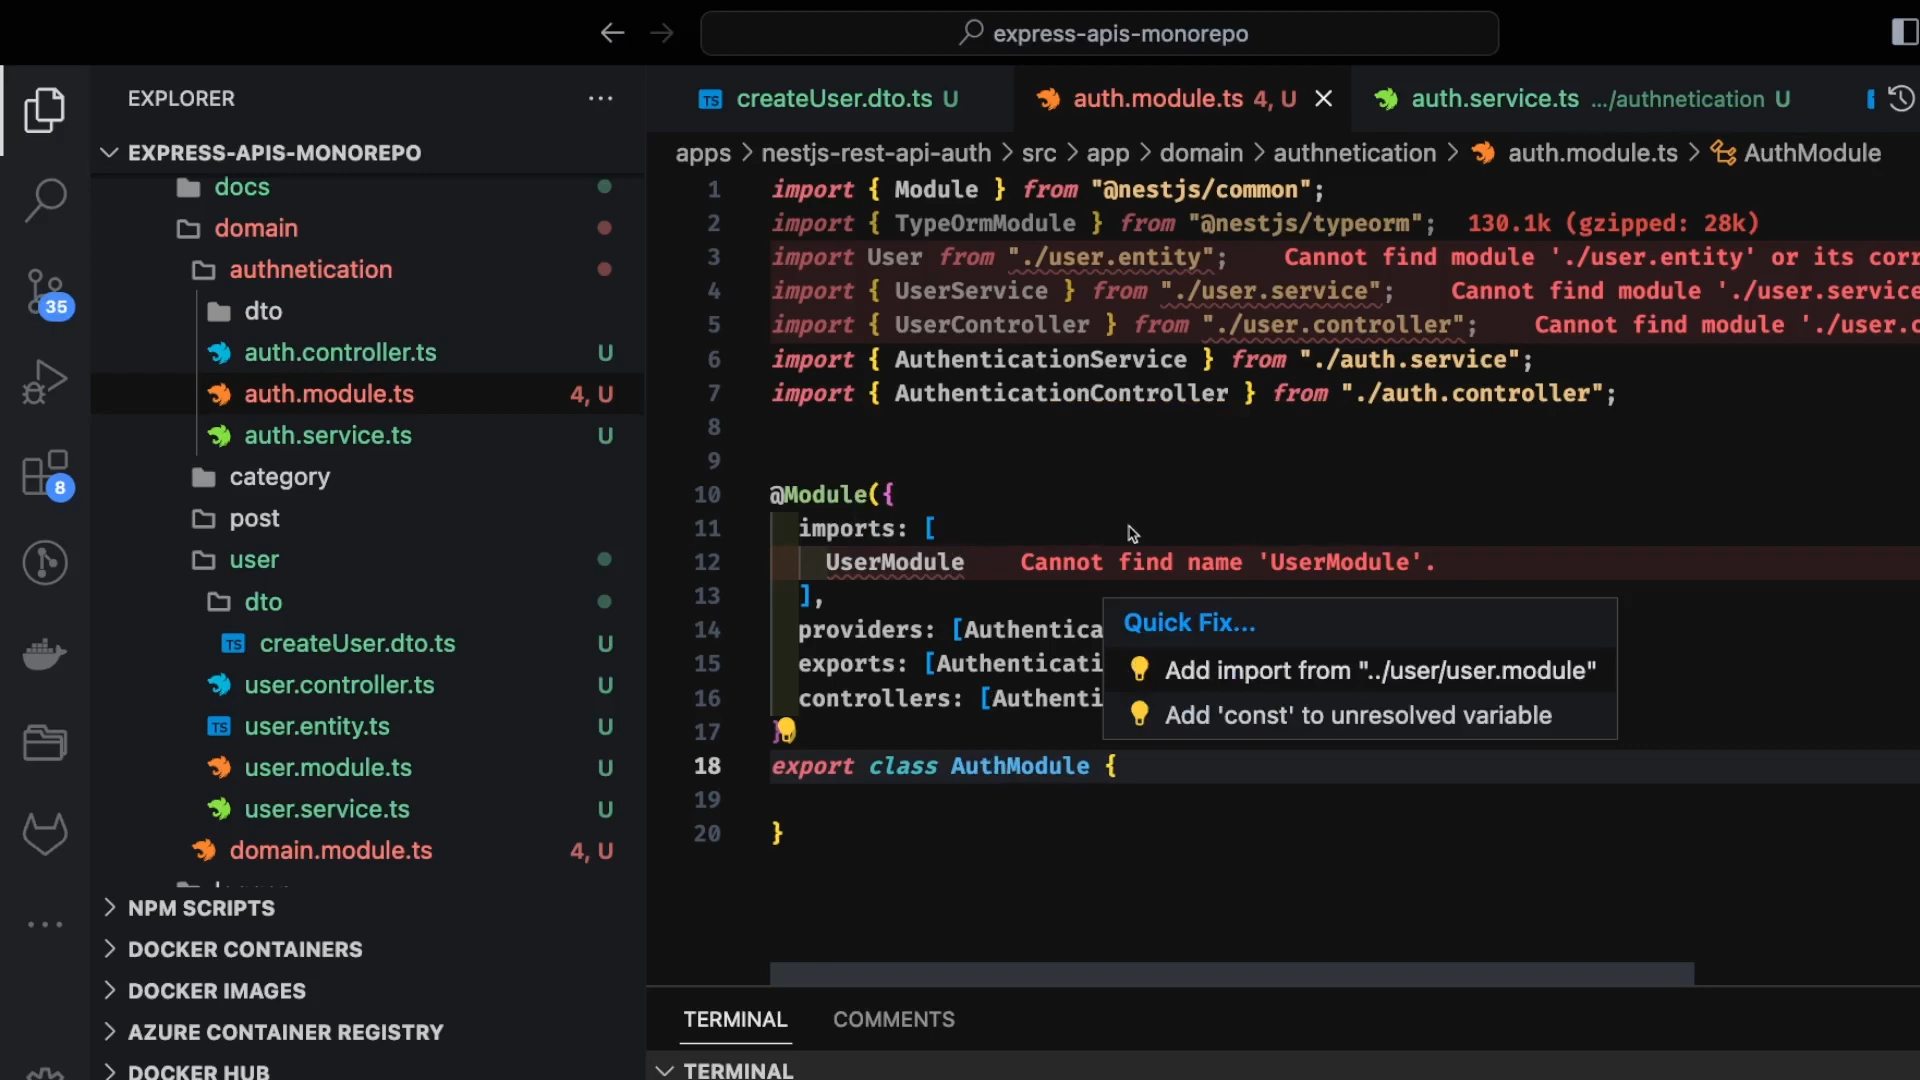 express-apis-monorepo
EXPLORER
EXPRESS-APIS-MONOREPO
docs
domain
authnetication
dto
auth.controller.ts U
auth.module.ts 4, U
auth.service.ts U
category
post
user
dto
createUser.dto.ts U
user.controller.ts U
user.entity.ts U
user.module.ts U
user.service.ts U
domain.module.ts 4, U
NPM SCRIPTS
DOCKER CONTAINERS
DOCKER IMAGES
AZURE CONTAINER REGISTRY
DOCKER HUB
35
8
TS createUser.dto.ts U
auth.module.ts 4, U
auth.service.ts .../authnetication U
apps > nestjs-rest-api-auth > src > app > domain > authnetication > auth.module.ts > AuthModule
1 import { Module } from "@nestjs/common";
2 import { TypeOrmModule } from "@nestjs/typeorm"; 130.1k (gzipped: 28k)
3 import User from "./user.entity"; Cannot find module './user.entity' or its corr
4 import { UserService } from "./user.service"; Cannot find module './user.service
5 import { UserController } from "./user.controller"; Cannot find module './user.c
6 import { AuthenticationService } from "./auth.service";
7 import { AuthenticationController } from "./auth.controller";
8
9
10 @Module({
11 imports: [
12 UserModule Cannot find name 'UserModule'.
13 ],
14 providers: [Authentica
15 exports: [Authenticati
16 controllers: [Authenti
17 }
18 export class AuthModule {
19
20 }
Quick Fix...
Add import from "../user/user.module"
Add 'const' to unresolved variable
TERMINAL COMMENTS
TERMINAL